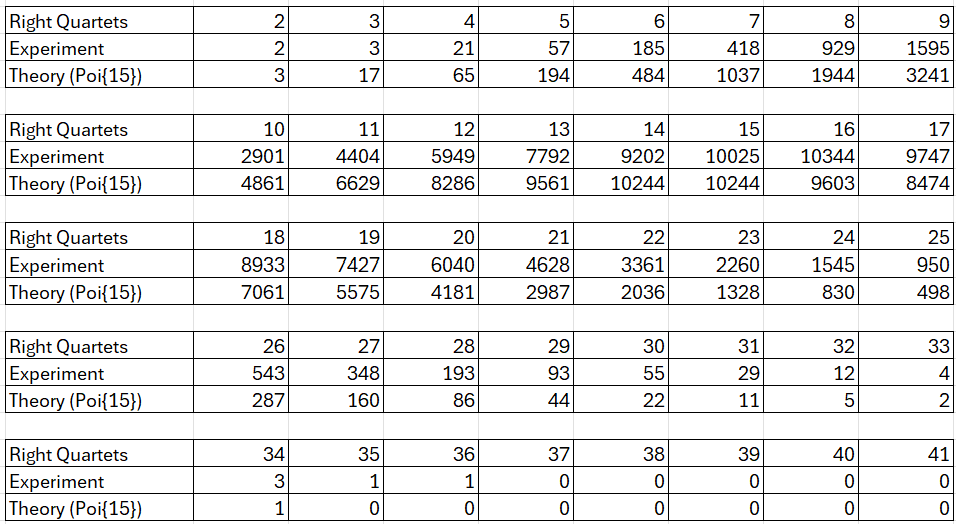 Right Quartets 2 3 4 5 6 7 8 9
Experiment 2 3 21 57 185 418 929 1595
Theory (Poi{15}) 3 17 65 194 484 1037 1944 3241
Right Quartets 10 11 12 13 14 15 16 17
Experiment 2901 4404 5949 7792 9202 10025 10344 9747
Theory (Poi{15}) 4861 6629 8286 9561 10244 10244 9603 8474
Right Quartets 18 19 20 21 22 23 24 25
Experiment 8933 7427 6040 4628 3361 2260 1545 950
Theory (Poi{15}) 7061 5575 4181 2987 2036 1328 830 498
Right Quartets 26 27 28 29 30 31 32 33
Experiment 543 348 193 93 55 29 12 4
Theory (Poi{15}) 287 160 86 44 22 11 5 2
Right Quartets 34 35 36 37 38 39 40 41
Experiment 3 1 1 0 0 0 0 0
Theory (Poi{15}) 1 0 0 0 0 0 0 0